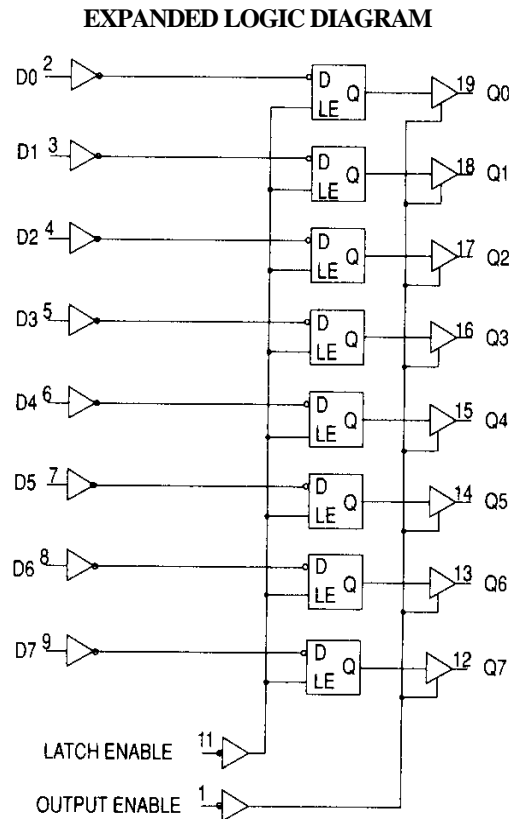 EXPANDED LOGIC DIAGRAM
D0 2 D Q LE 19 Q0
D1 3 D Q LE 18 Q1
D2 4 D Q LE 17 Q2
D3 5 D Q LE 16 Q3
D4 6 D Q LE 15 Q4
D5 7 D Q LE 14 Q5
D6 8 D Q LE 13 Q6
D7 9 D Q LE 12 Q7
LATCH ENABLE 11
OUTPUT ENABLE 1